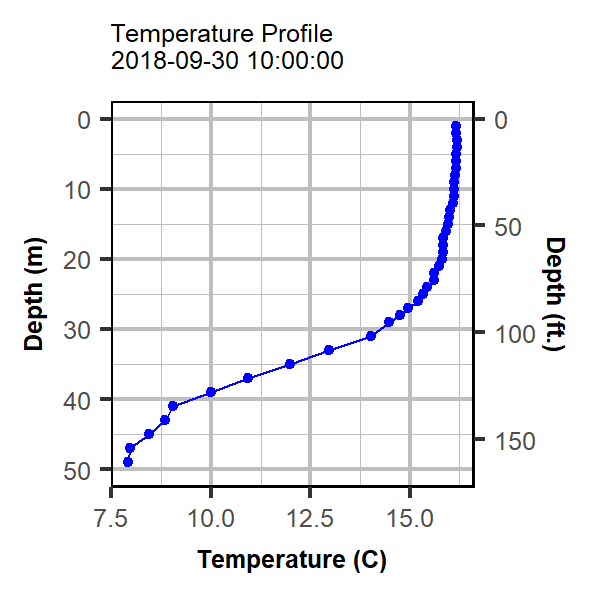 Temperature Profile
2018-09-30 10:00:00
0
10
20
30
40
50
Depth (m)
0
50
100
150
Depth (ft.)
7.5 10.0 12.5 15.0
Temperature (C)